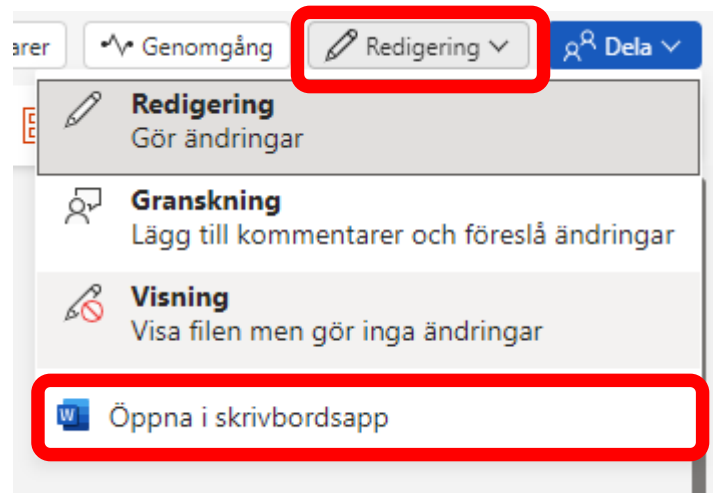 arer Genomgång Redigering Dela
Redigering
Gör ändringar
Granskning
Lägg till kommentarer och föreslå ändringar
Visning
Visa filen men gör inga ändringar
W Öppna i skrivbordsapp